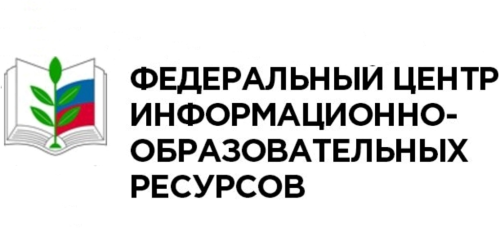 ФЕДЕРАЛЬНЫЙ ЦЕНТР
ИНФОРМАЦИОННО-
ОБРАЗОВАТЕЛЬНЫХ
РЕСУРСОВ